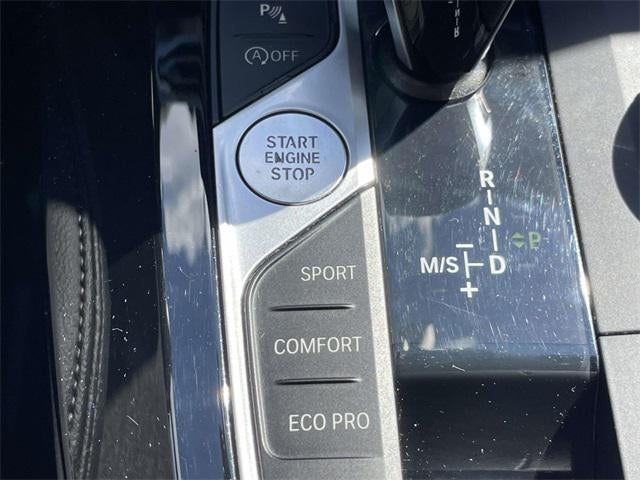 P
A OFF
START
ENGINE
STOP
SPORT
COMFORT
ECO PRO
R
N
D
M/S
−
+
P